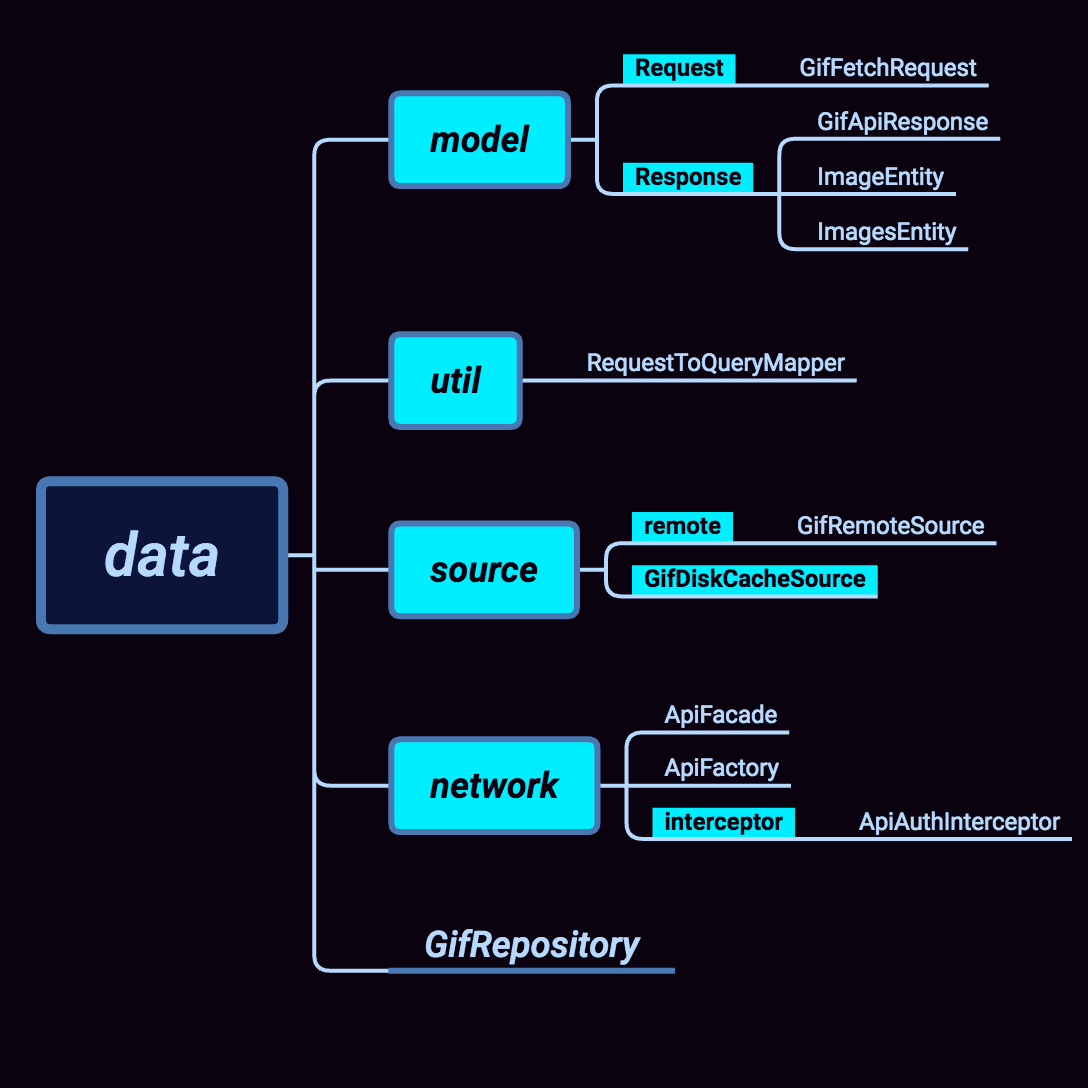 data
model
Request
GifFetchRequest
Response
GifApiResponse
ImageEntity
ImagesEntity
util
RequestToQueryMapper
source
remote
GifRemoteSource
GifDiskCacheSource
network
ApiFacade
ApiFactory
interceptor
ApiAuthInterceptor
GifRepository